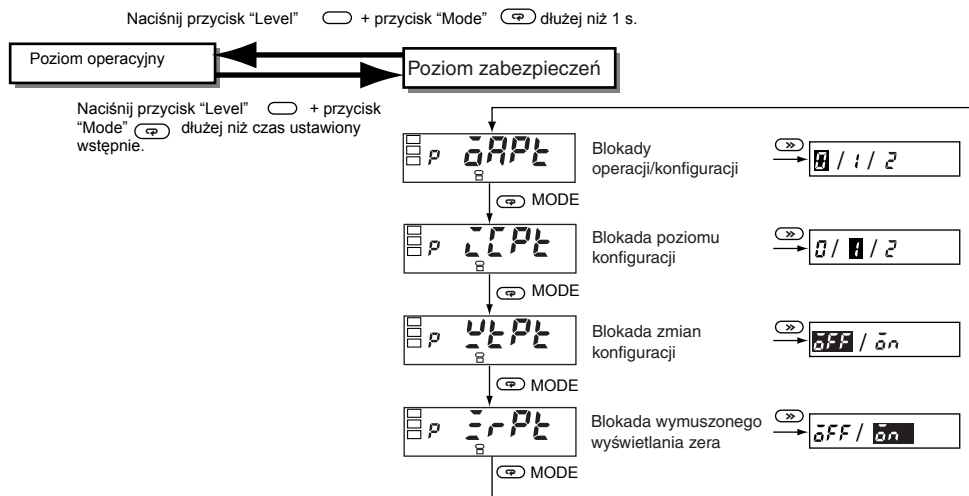 Naciśnij przycisk “Level” + przycisk “Mode” dłużej niż 1 s.
Poziom operacyjny
Poziom zabezpieczeń
Naciśnij przycisk “Level” + przycisk
“Mode” dłużej niż czas ustawiony
wstępnie.
p oAPt
Blokady
operacji/konfiguracji
0 / 1 / 2
MODE
p iCPt
Blokada poziomu
konfiguracji
0 / 1 / 2
MODE
p WtPt
Blokada zmian
konfiguracji
oFF / on
MODE
p ZrPt
Blokada wymuszonego
wyświetlania zera
oFF / on
MODE